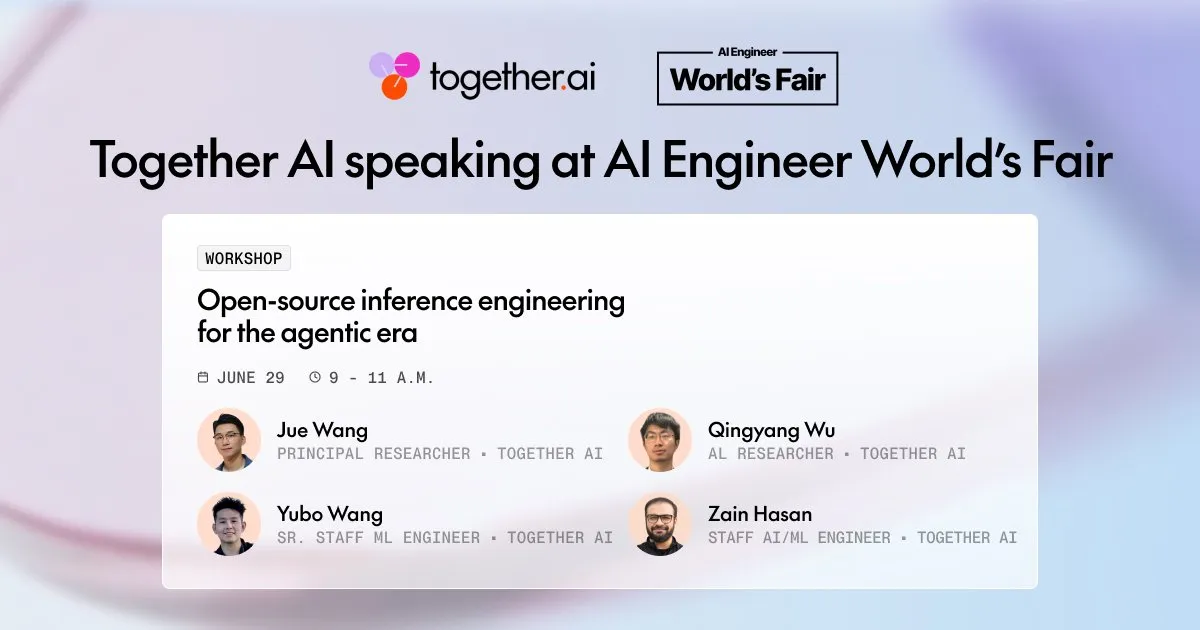 together.ai
AI Engineer
World's Fair
Together AI speaking at AI Engineer World's Fair
WORKSHOP
Open-source inference engineering
for the agentic era
JUNE 29 9 - 11 A.M.
Jue Wang
PRINCIPAL RESEARCHER • TOGETHER AI
Qingyang Wu
AL RESEARCHER • TOGETHER AI
Yubo Wang
SR. STAFF ML ENGINEER • TOGETHER AI
Zain Hasan
STAFF AI/ML ENGINEER • TOGETHER AI